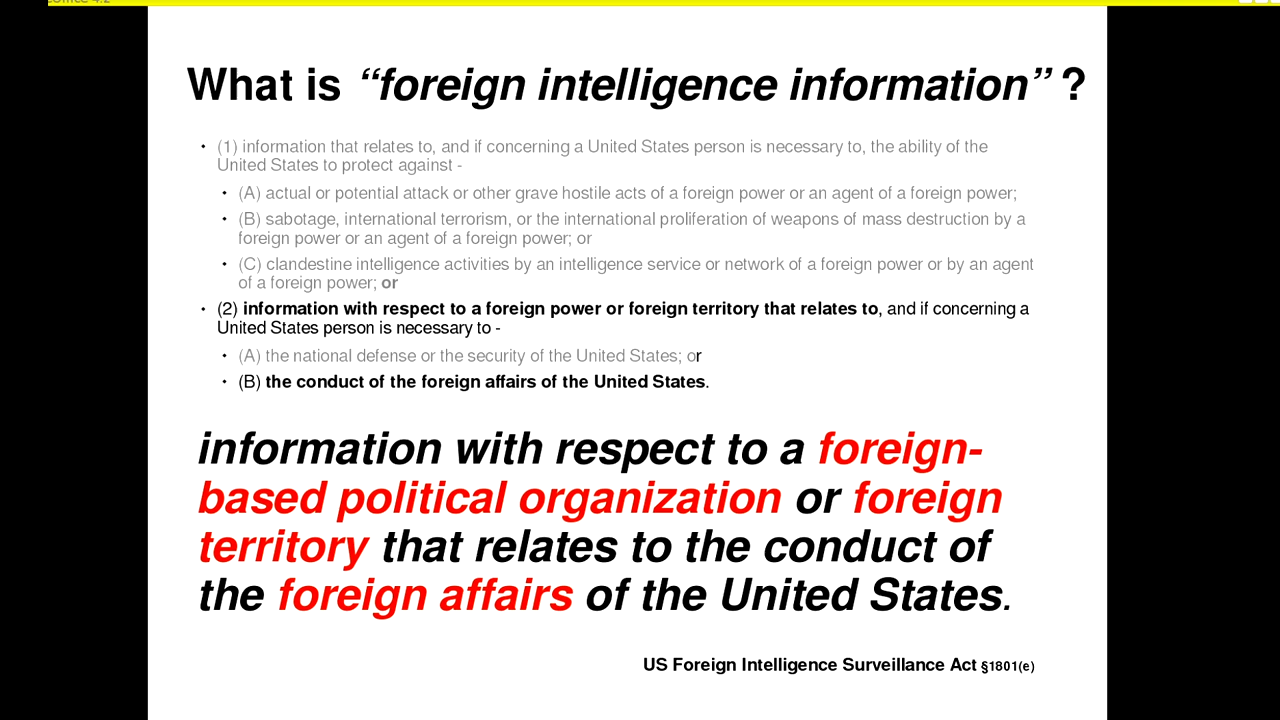 What is “foreign intelligence information” ?
• (1) information that relates to, and if concerning a United States person is necessary to, the ability of the
United States to protect against -
• (A) actual or potential attack or other grave hostile acts of a foreign power or an agent of a foreign power;
• (B) sabotage, international terrorism, or the international proliferation of weapons of mass destruction by a
foreign power or an agent of a foreign power; or
• (C) clandestine intelligence activities by an intelligence service or network of a foreign power or by an agent
of a foreign power; or
• (2) information with respect to a foreign power or foreign territory that relates to, and if concerning a
United States person is necessary to -
• (A) the national defense or the security of the United States; or
• (B) the conduct of the foreign affairs of the United States.
information with respect to a foreign-
based political organization or foreign
territory that relates to the conduct of
the foreign affairs of the United States.
US Foreign Intelligence Surveillance Act §1801(e)